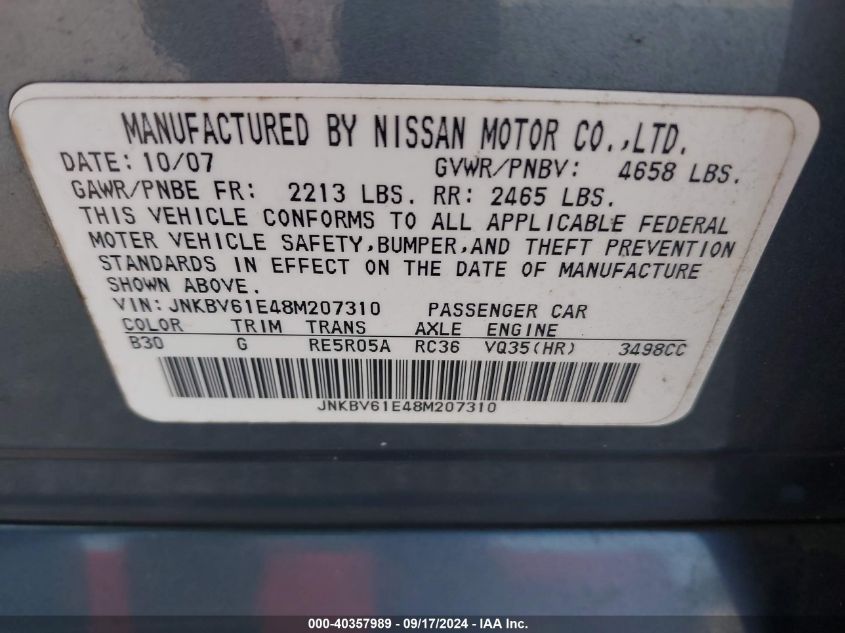 MANUFACTURED BY NISSAN MOTOR CO.,LTD.
DATE: 10/07 GVWR/PNBV: 4658 LBS.
GAWR/PNBE FR: 2213 LBS. RR: 2465 LBS.
THIS VEHICLE CONFORMS TO ALL APPLICABLE FEDERAL
MOTER VEHICLE SAFETY,BUMPER,AND THEFT PREVENTION
STANDARDS IN EFFECT ON THE DATE OF MANUFACTURE
SHOWN ABOVE.
VIN: JNKBV61E48M207310 PASSENGER CAR
COLOR TRIM TRANS AXLE ENGINE
B30 G RE5R05A RC36 VQ35(HR) 3498CC
JNKBV61E48M207310
000-40357989 - 09/17/2024 - IAA Inc.